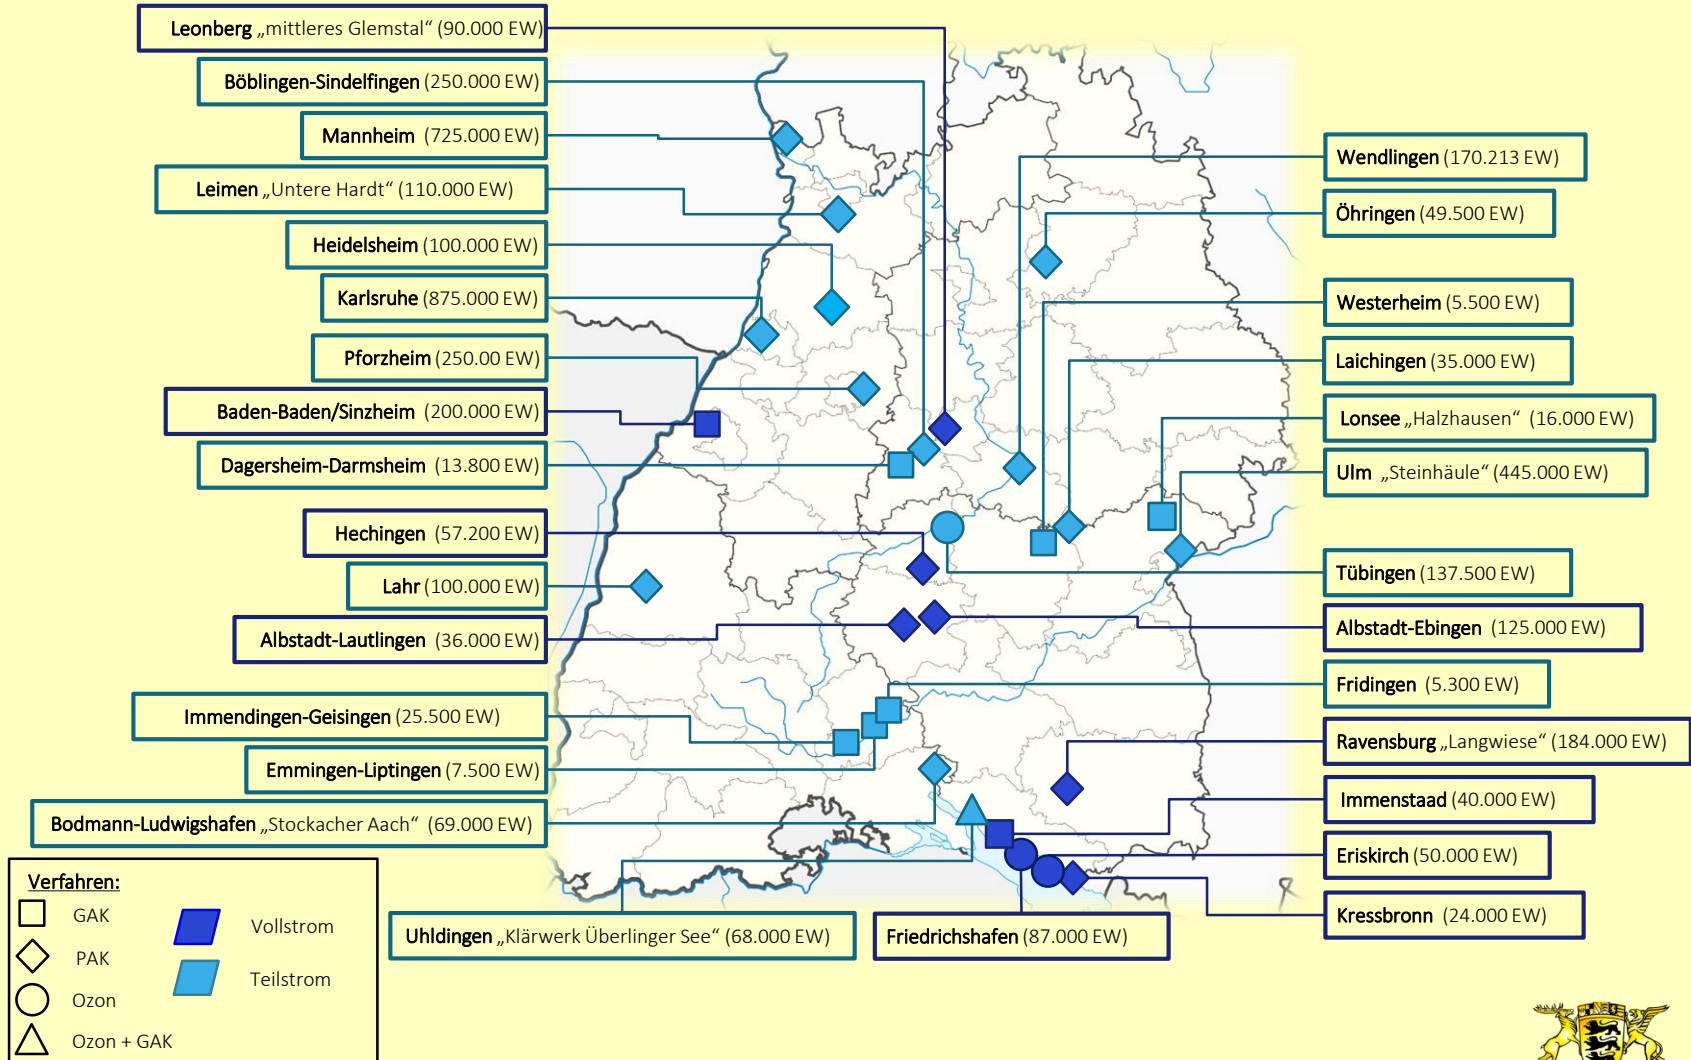 Leonberg „mittleres Glemstal“ (90.000 EW)
Böblingen-Sindelfingen (250.000 EW)
Mannheim (725.000 EW)
Leimen „Untere Hardt“ (110.000 EW)
Heidelsheim (100.000 EW)
Karlsruhe (875.000 EW)
Pforzheim (250.00 EW)
Baden-Baden/Sinzheim (200.000 EW)
Dagersheim-Darmsheim (13.800 EW)
Hechingen (57.200 EW)
Lahr (100.000 EW)
Albstadt-Lautlingen (36.000 EW)
Immendingen-Geisingen (25.500 EW)
Emmingen-Liptingen (7.500 EW)
Bodmann-Ludwigshafen „Stockacher Aach“ (69.000 EW)
Wendlingen (170.213 EW)
Öhringen (49.500 EW)
Westerheim (5.500 EW)
Laichingen (35.000 EW)
Lonsee „Halzhausen“ (16.000 EW)
Ulm „Steinhäule“ (445.000 EW)
Tübingen (137.500 EW)
Albstadt-Ebingen (125.000 EW)
Fridingen (5.300 EW)
Ravensburg „Langwiese“ (184.000 EW)
Immenstaad (40.000 EW)
Eriskirch (50.000 EW)
Kressbronn (24.000 EW)
Uhldingen „Klärwerk Überlinger See“ (68.000 EW)
Friedrichshafen (87.000 EW)
Verfahren:
GAK
PAK
Ozon
Ozon + GAK
Vollstrom
Teilstrom